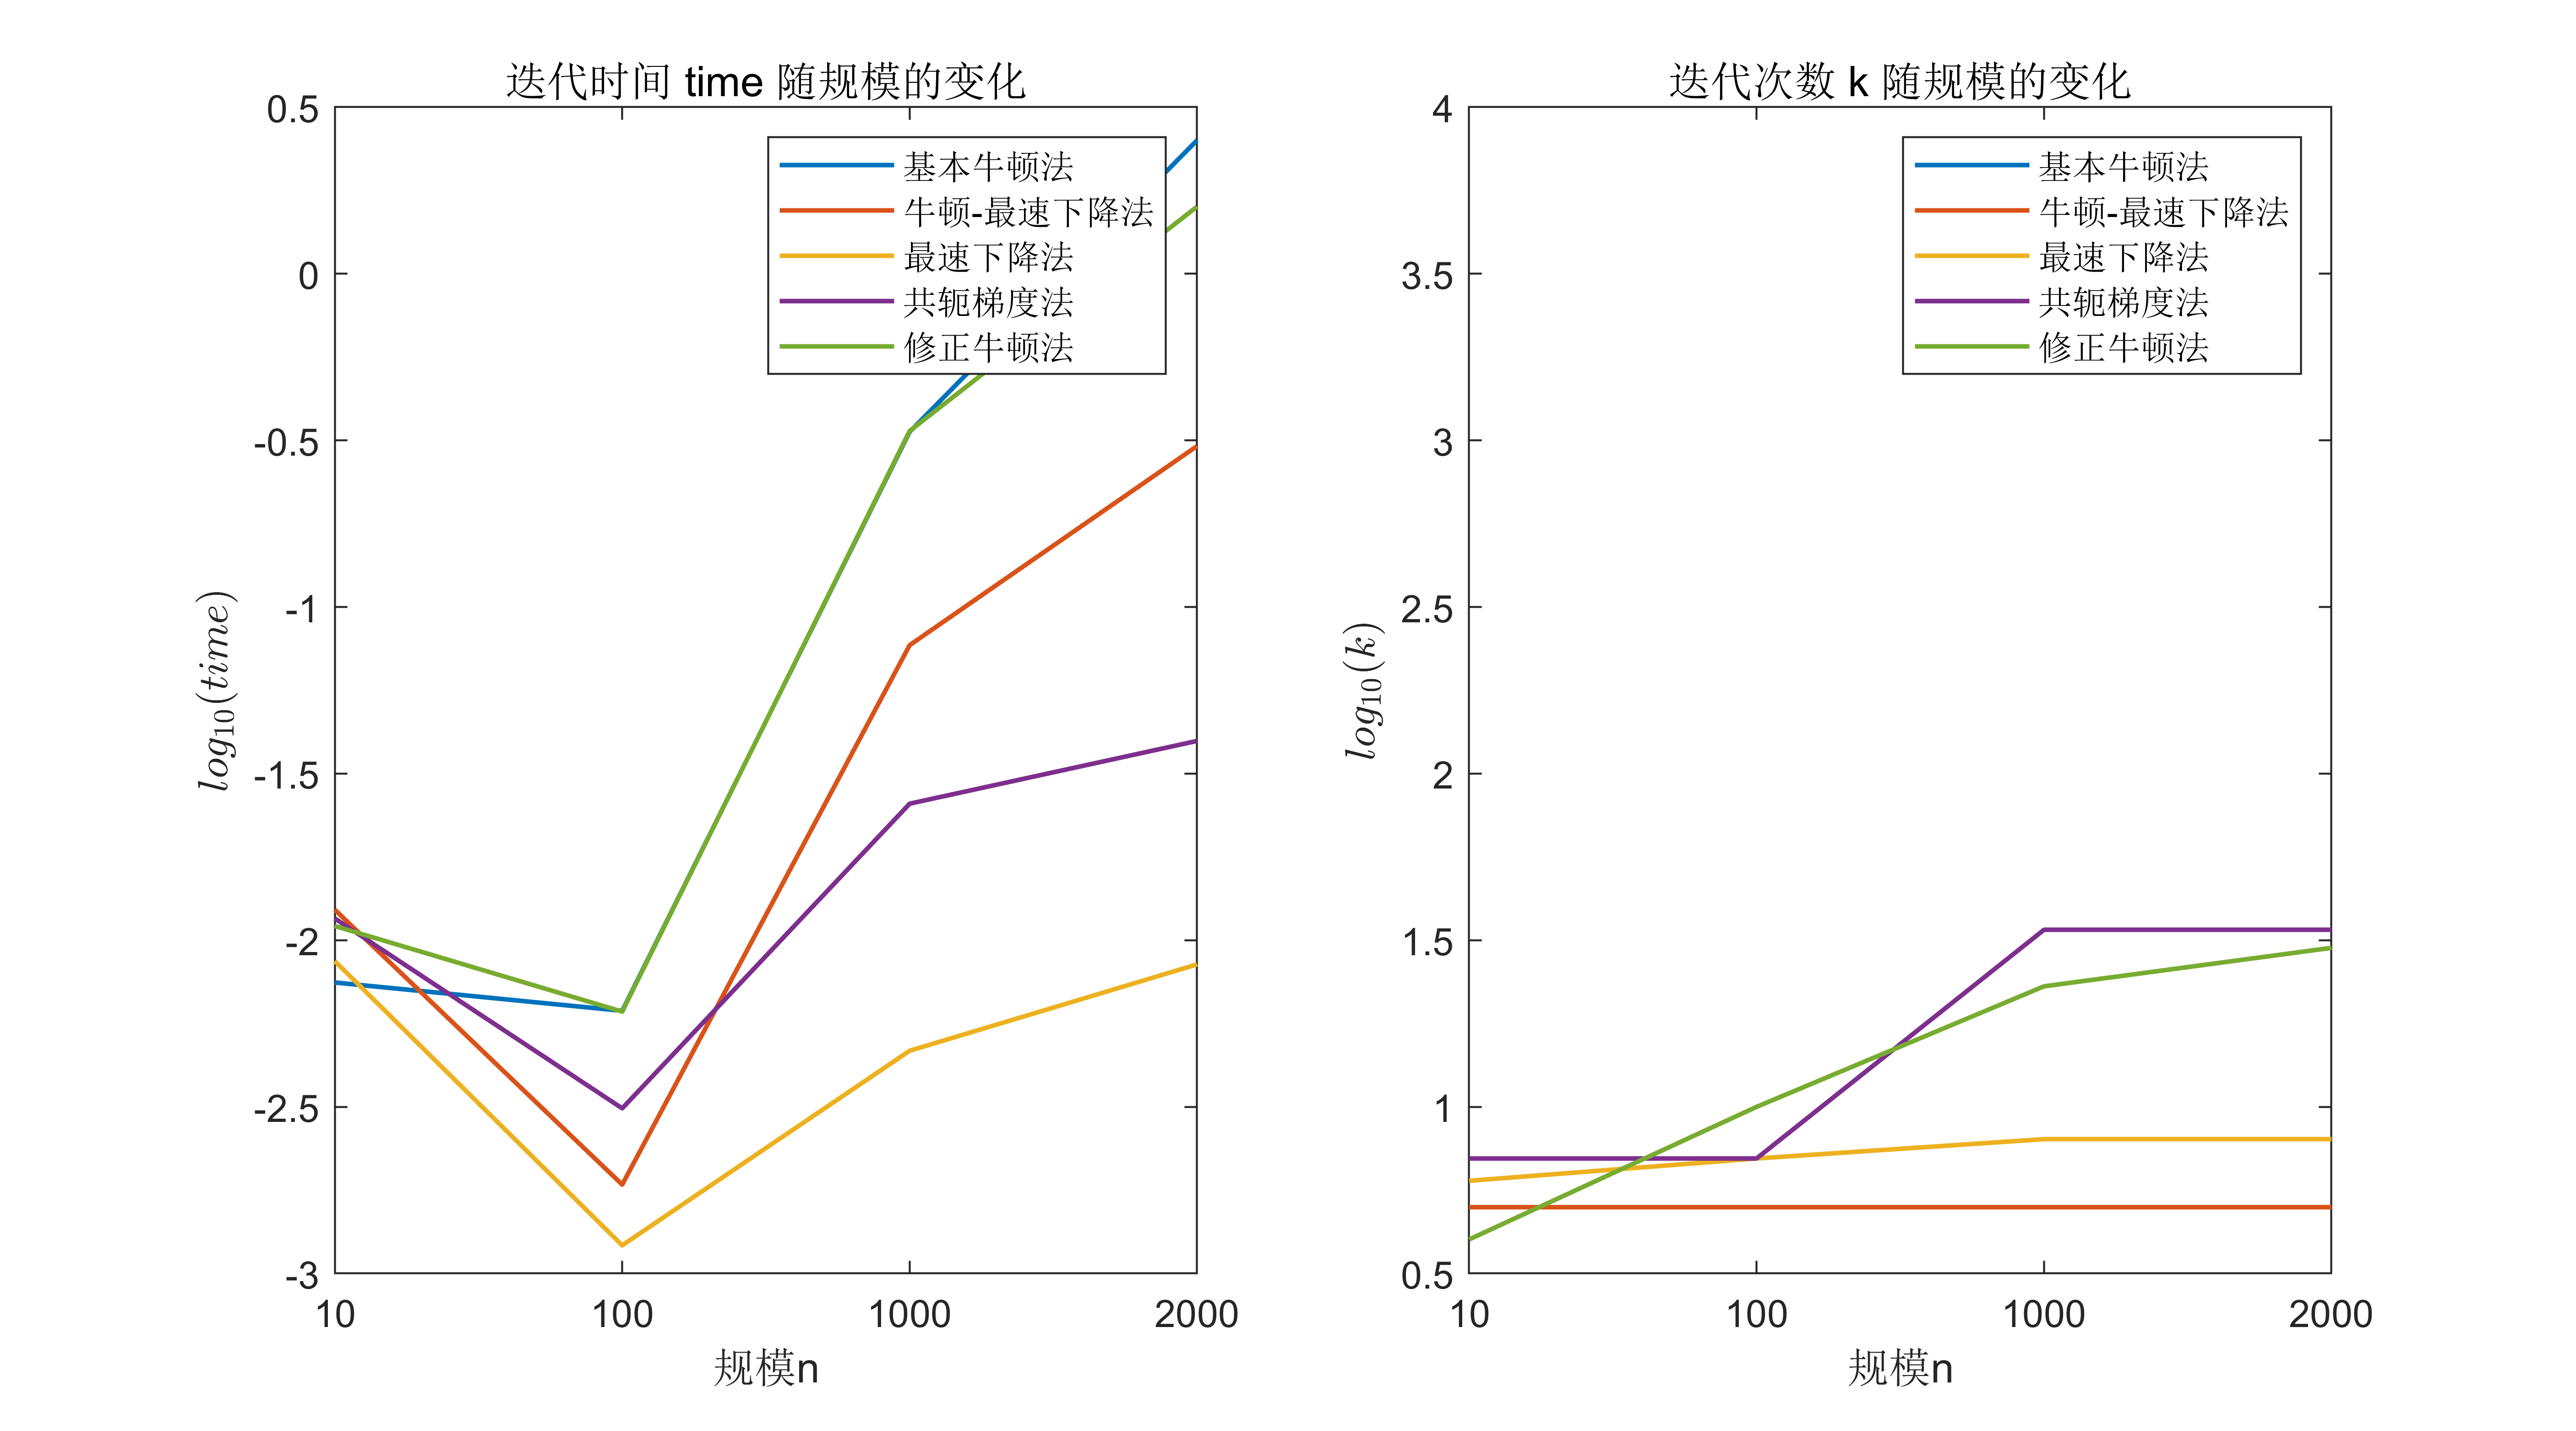 迭代时间 time 随规模的变化
0.5
0
-0.5
-1
-1.5
-2
-2.5
-3
log10(time)
10 100 1000 2000
规模n
基本牛顿法
牛顿-最速下降法
最速下降法
共轭梯度法
修正牛顿法
迭代次数 k 随规模的变化
4
3.5
3
2.5
2
1.5
1
0.5
log10(k)
10 100 1000 2000
规模n
基本牛顿法
牛顿-最速下降法
最速下降法
共轭梯度法
修正牛顿法